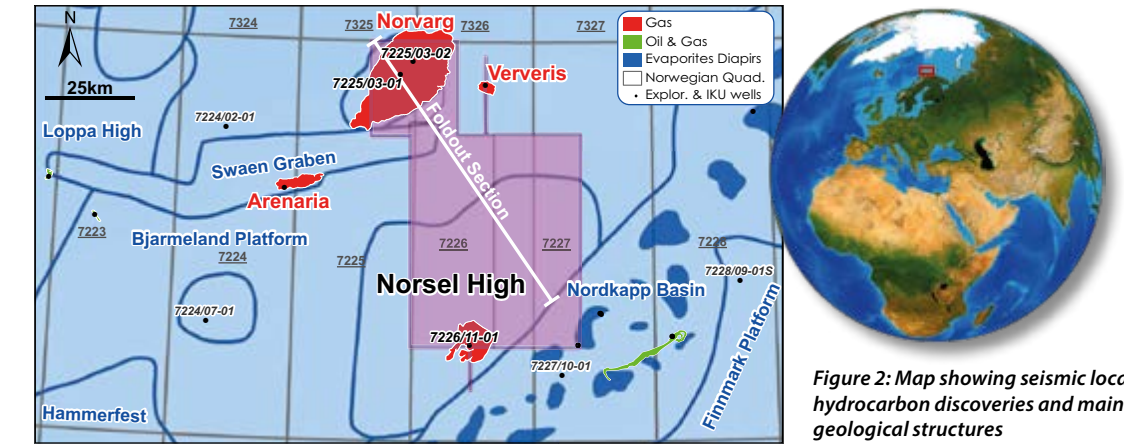 N
25km
7324
7325
7326
7327
Norvarg
7225/03-02
7225/03-01
Ververis
Gas
Oil & Gas
Evaporites Diapirs
Norwegian Quad.
Explor. & IKU wells
Loppa High
7224/02-01
Swaen Graben
Arenaria
Foldout Section
7223
Bjarmeland Platform
7224
7225
7226
7227
7228
Norsel High
Nordkapp Basin
7228/09-01S
7224/07-01
7226/11-01
7227/10-01
Finnmark Platform
Hammerfest
Figure 2: Map showing seismic loca
hydrocarbon discoveries and main
geological structures